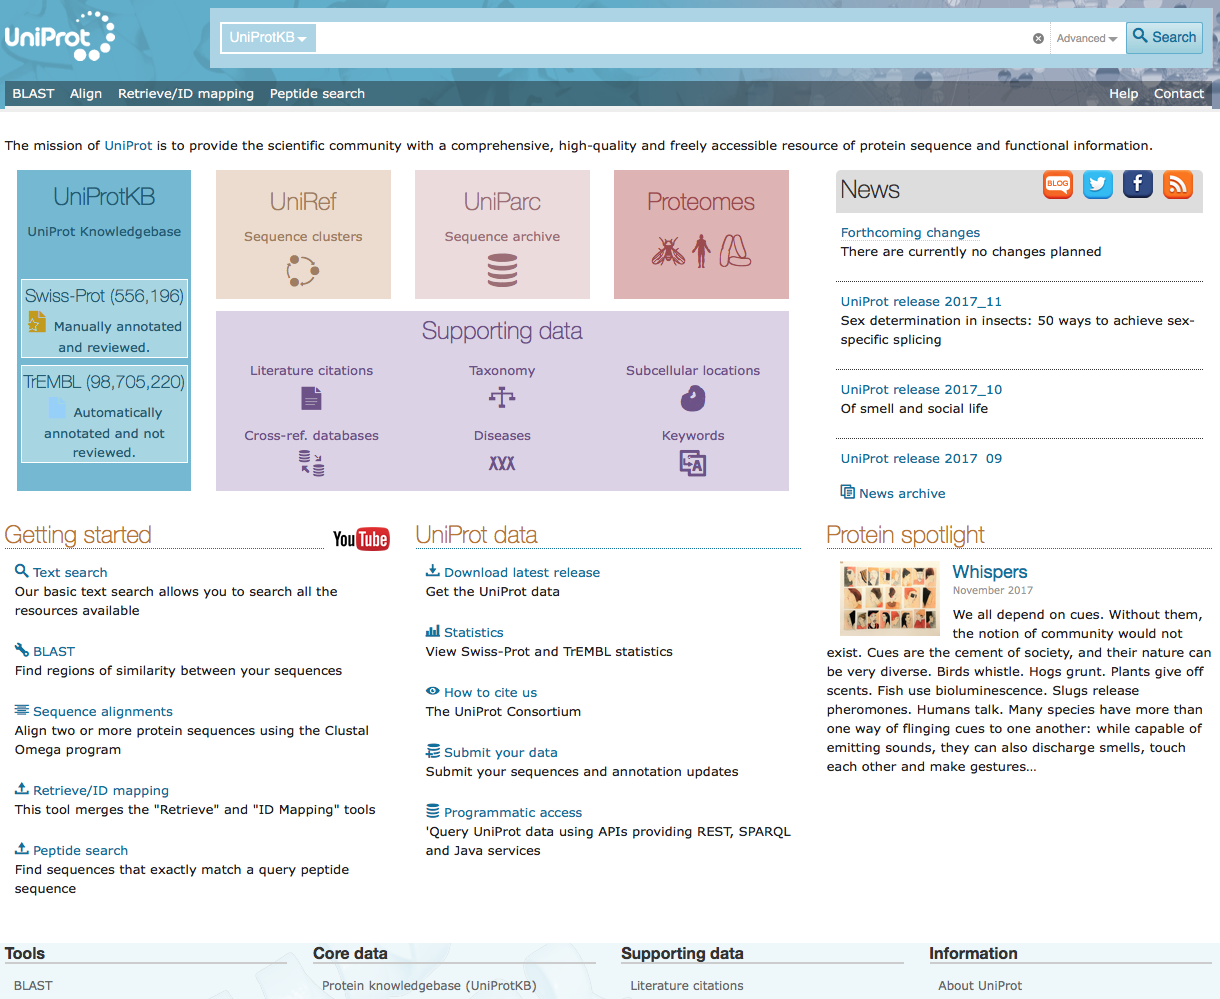 UniProt
UniProtKB
Advanced
Search
BLAST Align Retrieve/ID mapping Peptide search
Help Contact
The mission of UniProt is to provide the scientific community with a comprehensive, high-quality and freely accessible resource of protein sequence and functional information.
UniProtKB
UniProt Knowledgebase
Swiss-Prot (556,196)
Manually annotated
and reviewed.
TrEMBL (98,705,220)
Automatically
annotated and not
reviewed.
UniRef
Sequence clusters
UniParc
Sequence archive
Proteomes
Supporting data
Literature citations
Taxonomy
Subcellular locations
Cross-ref. databases
Diseases
Keywords
News
BLOG
Forthcoming changes
There are currently no changes planned
UniProt release 2017_11
Sex determination in insects: 50 ways to achieve sex-
specific splicing
UniProt release 2017_10
Of smell and social life
UniProt release 2017_09
News archive
Getting started
YouTube
Text search
Our basic text search allows you to search all the
resources available
BLAST
Find regions of similarity between your sequences
Sequence alignments
Align two or more protein sequences using the Clustal
Omega program
Retrieve/ID mapping
This tool merges the "Retrieve" and "ID Mapping" tools
Peptide search
Find sequences that exactly match a query peptide
sequence
UniProt data
Download latest release
Get the UniProt data
Statistics
View Swiss-Prot and TrEMBL statistics
How to cite us
The UniProt Consortium
Submit your data
Submit your sequences and annotation updates
Programmatic access
'Query UniProt data using APIs providing REST, SPARQL
and Java services
Protein spotlight
Whispers
November 2017
We all depend on cues. Without them,
the notion of community would not
exist. Cues are the cement of society, and their nature can
be very diverse. Birds whistle. Hogs grunt. Plants give off
scents. Fish use bioluminescence. Slugs release
pheromones. Humans talk. Many species have more than
one way of flinging cues to one another: while capable of
emitting sounds, they can also discharge smells, touch
each other and make gestures…
Tools
BLAST
Core data
Protein knowledgebase (UniProtKB)
Supporting data
Literature citations
Information
About UniProt